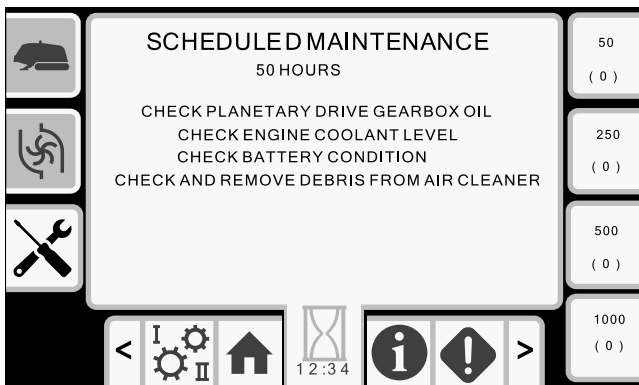 SCHEDULED MAINTENANCE
50 HOURS
CHECK PLANETARY DRIVE GEARBOX OIL
CHECK ENGINE COOLANT LEVEL
CHECK BATTERY CONDITION
CHECK AND REMOVE DEBRIS FROM AIR CLEANER
50
( 0 )
250
( 0 )
500
( 0 )
1000
( 0 )
< I II 12:34 i ! >